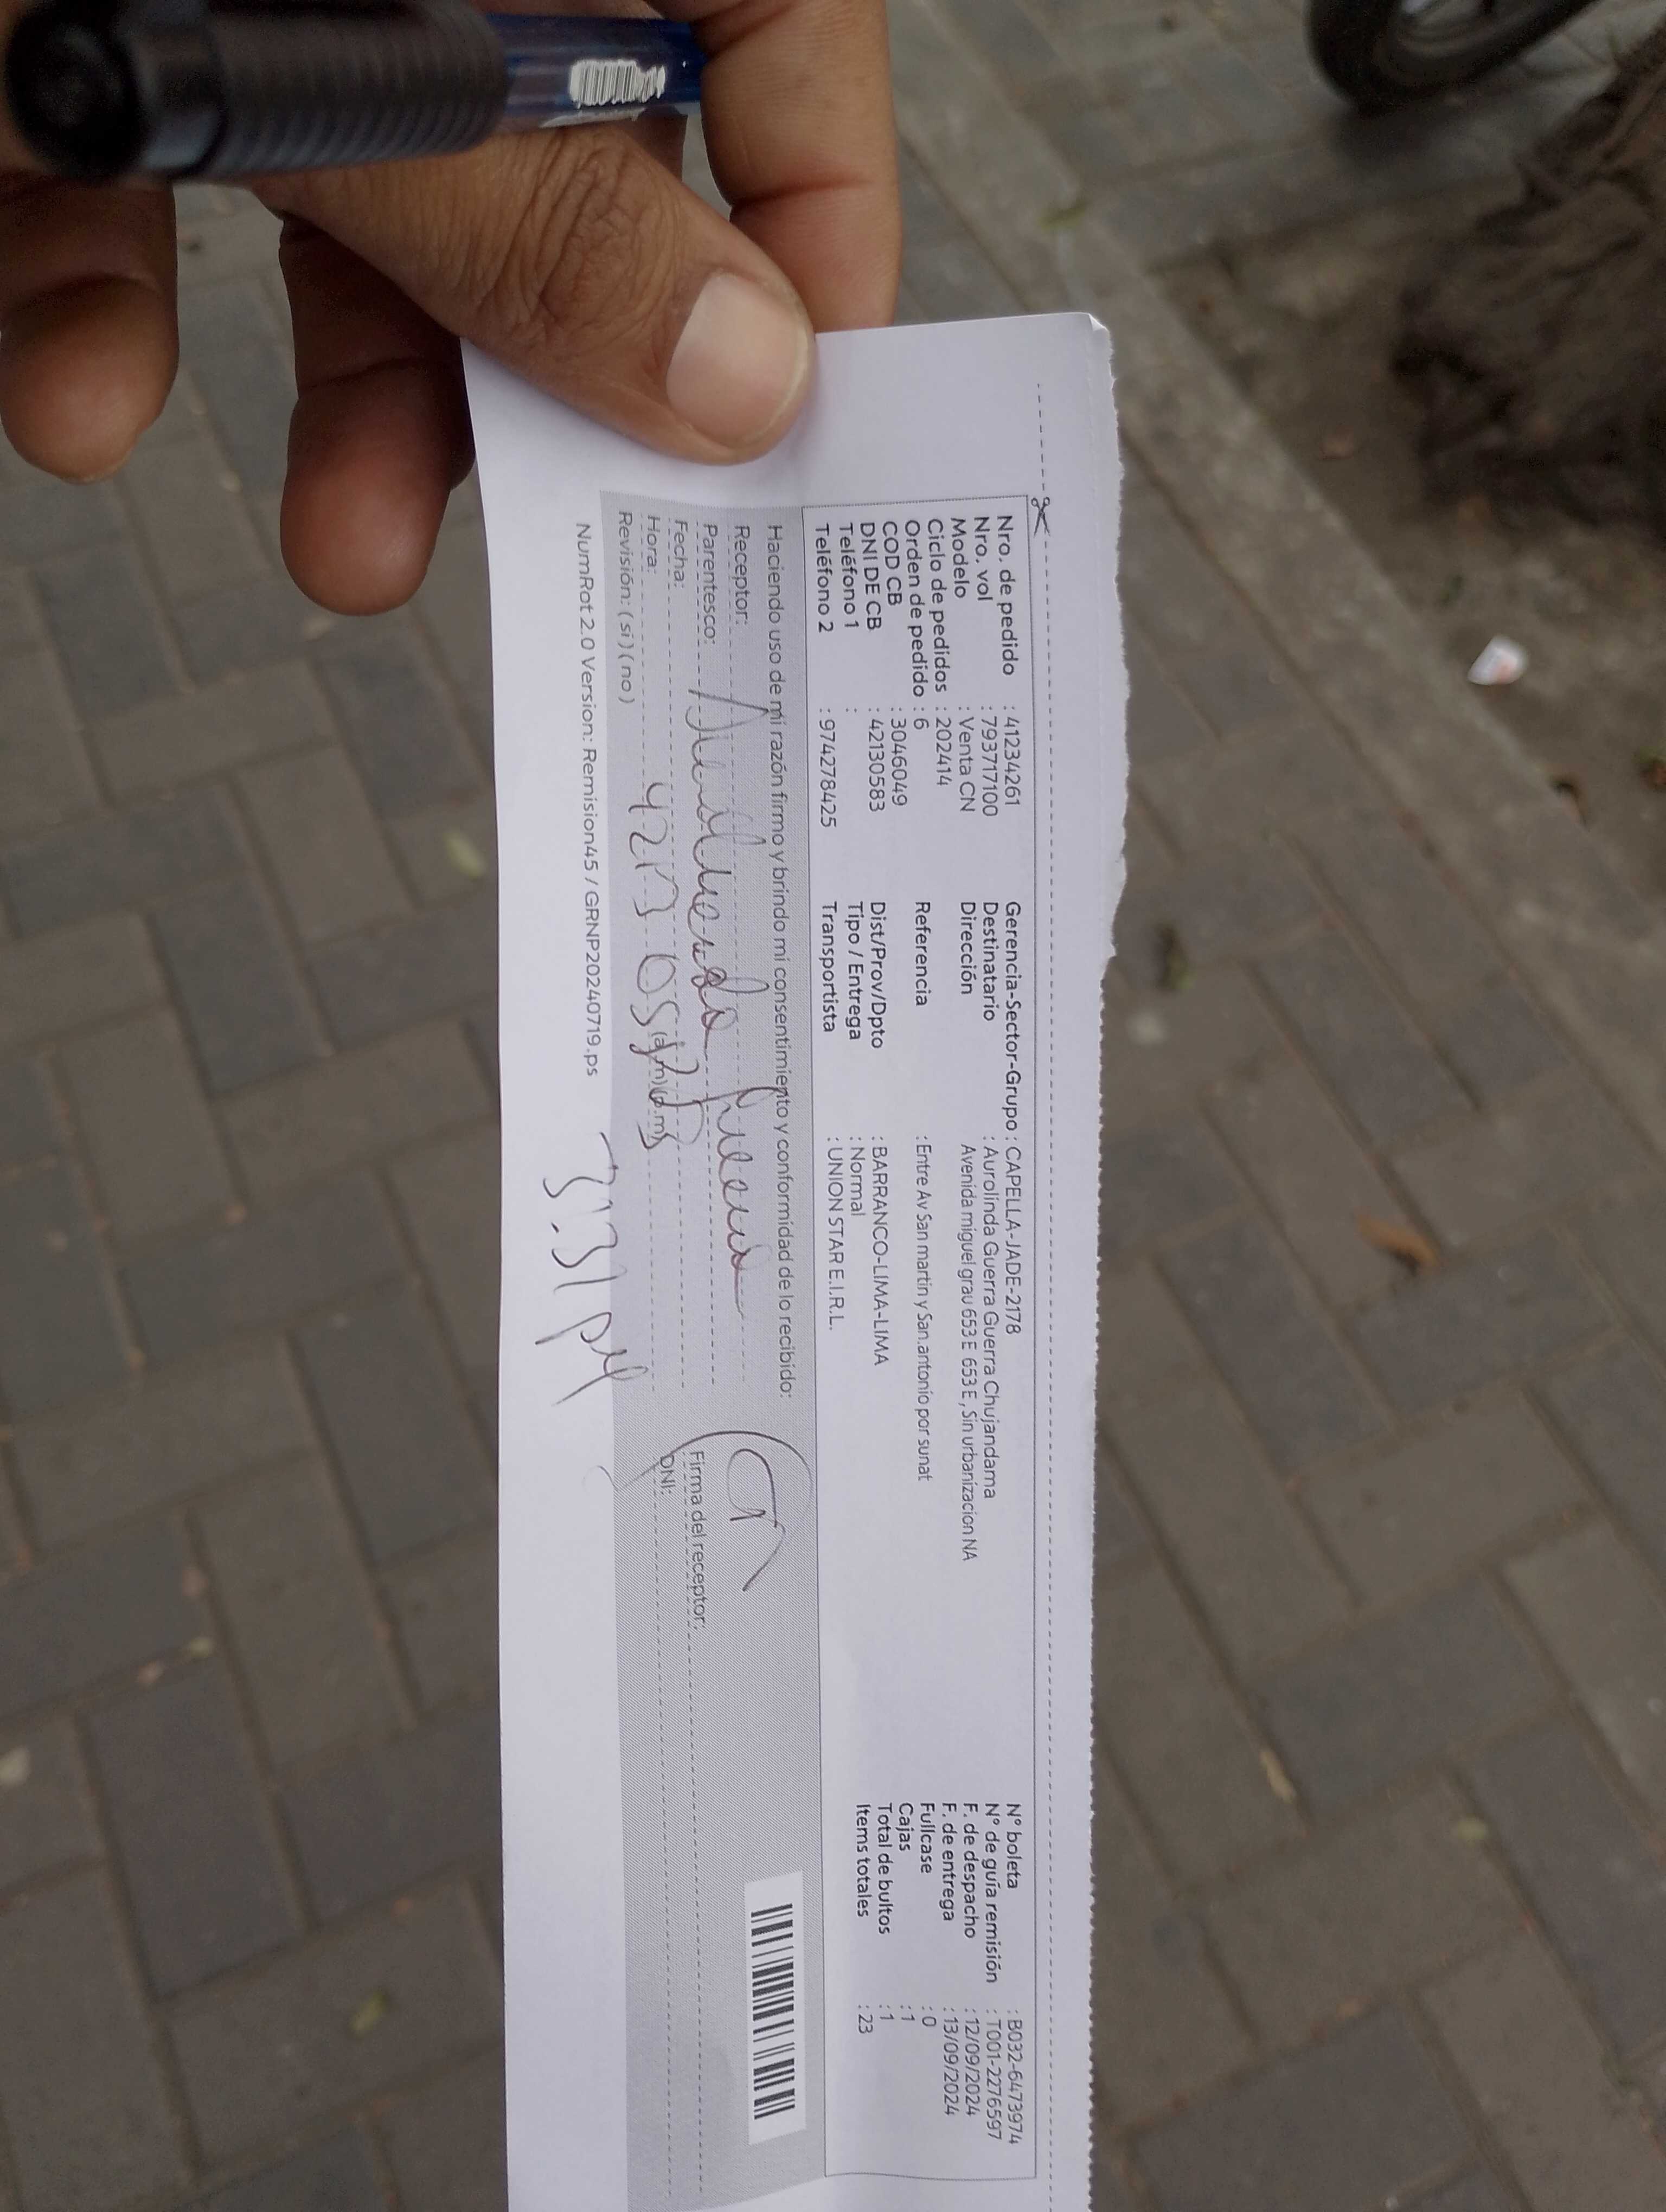 Nro. de pedido : 41234261
Nro. vol : 793717100
Modelo : Venta CN
Ciclo de pedidos : 202414
Orden de pedido : 6
COD CB : 3046049
DNI DE CB : 42130583
Teléfono 1 :
Teléfono 2 : 974278425
Gerencia-Sector-Grupo : CAPELLA-JADE-2178
Destinatario : Aurolinda Guerra Guerra Chujandama
Dirección Avenida miguel grau 653 E 653 E , Sin urbanizacion NA
Referencia : Entre Av San martin y San.antonio por sunat
Dist/Prov/Dpto : BARRANCO-LIMA-LIMA
Tipo / Entrega : Normal
Transportista : UNION STAR E.I.R.L.
N° boleta : B032-6473974
N° de guía remisión : T001-2276597
F. de despacho : 12/09/2024
F. de entrega : 13/09/2024
Fullcase : 0
Cajas : 1
Total de bultos : 1
Items totales : 23
Haciendo uso de mi razón firmo y brindo mi consentimiento y conformidad de lo recibido:
Receptor:
Parentesco:
Fecha:
Hora: (a.m) (p.m)
Revisión: ( si ) ( no )
Firma del receptor:
DNI:
3.31 PM
NumRot 2.0 Version: Remision45 / GRNP20240719.ps